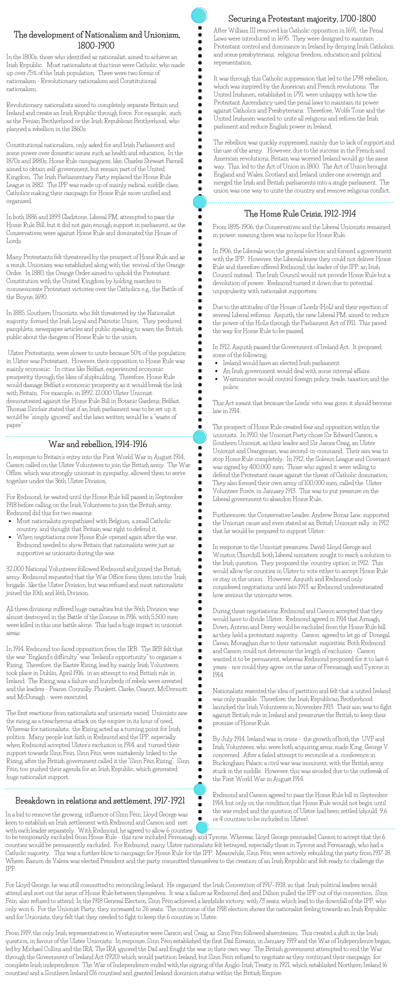 Securing a Protestant majority, 1700-1800
After William III removed his Catholic opposition in 1691, the Penal
Laws were introduced in 1695. They were designed to maintain
Protestant control and dominance in Ireland by denying Irish Catholics,
and some presbyterians, religious freedom, education and political
representation.
It was through this Catholic suppression that led to the 1798 rebellion,
which was inspired by the American and French revolutions. The
United Irishmen, established in 1791, were unhappy with how the
Protestant Ascendancy used the penal laws to maintain its power
against Catholics and Presbyterians. Therefore, Wolfe Tone and the
United Irishmen wanted to unite all religions and reform the Irish
parliment and reduce English power in Ireland.
The rebellion was quickly suppressed, mainly due to lack of support and
the use of the army. However, due to the success in the French and
American revolutions, Britain was worried Ireland would go the same
way. This, led to the Act of Union in 1800. The Act of Union brought
England and Wales, Scotland and Ireland under one sovereign and
merged the Irish and British parliaments into a single parliament. The
union was one way to unite the country and remove religious conflict.
The development of Nationalism and Unionism,
1800-1900
In the 1800s, those who identified as nationalist, aimed to achieve an
Irish Republic. Most nationalists at this time were Catholic, who made
up over 75% of the Irish population. There were two forms of
nationalism - Revolutionary nationalism and Constitutional
nationalism.
Revolutionary nationalists aimed to completely separate Britain and
Ireland and create an Irish Republic through force. For example, such
as the Fenian Brotherhood or the Irish Republican Brotherhood, who
planned a rebellion in the 1860s.
Constitutional nationalism, only asked for and Irish Parliament and
some power over domestic issues such as health and education. In the
1870s and 1880s, Home Rule campaigners, like, Charles Stewart Parnell
aimed to obtain self-government, but remain part of the United
Kingdom. The Irish Parliamentary Party replaced the Home Rule
League in 1882. The IPP was made up of mainly radical, middle class,
Catholics making their campaign for Home Rule more unified and
organised.
In both 1886 and 1893 Gladstone, Liberal PM, attempted to pass the
Home Rule Bill, but it did not gain enough support in parliament, as the
Conservatives were against Home Rule and dominated the House of
Lords.
Many Protestants felt threatened by the prospect of Home Rule and as
a result, Unionism was established along with the revival of the Orange
Order. In 1880, the Orange Order aimed to uphold the Protestant
Constitution with the United Kingdom by holding marches to
commemorate Protestant victories over the Catholics e.g., the Battle of
the Boyne, 1690.
In 1885, Southern Unionists, who felt threatened by the Nationalist
majority, formed the Irish Loyal and Patriotic Union. They produced
pamphlets, newspaper articles and public speaking to warn the British
public about the dangers of Home Rule to the union.
Ulster Protestants, were slower to unite because 50% of the population
in Ulster was Protestant. However, their opposition to Home Rule was
mainly economic. In cities like Belfast, experienced economic
prosperity through the likes of shipbuilding. Therefore, Home Rule
would damage Belfast's economic prosperity as it would break the link
with Britain. For example, in 1892, 12,000 Ulster Unionist
demonstrated against the Home Rule Bill in Botanic Gardens, Belfast.
Thomas Sinclair stated that if an Irish parliament was to be set up it
would be "simply ignored" and the laws written would be a "waste of
paper"
The Home Rule Crisis, 1912-1914
From 1895-1906, the Conservatives and the Liberal Unionists remained
in power, meaning there was no hope for Home Rule.
In 1906, the Liberals won the general election and formed a government
with the IPP. However, the Liberals knew they could not deliver Home
Rule and therefore offered Redmond, the leader of the IPP, an Irish
Council instead. The Irish Council would not provide Home Rule but a
devolution of power. Redmond turned it down due to potential
unpopularity with nationalist supporters.
Due to the attitudes of the House of Lords (HoL) and their rejection of
several Liberal reforms. Asquith, the new Liberal PM, aimed to reduce
the power of the HoLs through the Parliament Act of 1911. This paved
the way for Home Rule to be passed.
In 1912, Asquith passed the Government of Ireland Act. It proposed
some of the following:
• Ireland would have an elected Irish parliament
• An Irish government would deal with some internal affairs.
• Westminster would control foreign policy, trade, taxation and the
police.
This Act meant that because the Lords' veto was gone, it should become
law in 1914.
The prospect of Home Rule created fear and opposition within the
unionists. In 1910, the Unionist Party chose Sir Edward Carson, a
Southern Unionist, as their leader and Sir James Craig, an Ulster
Unionist and Orangeman, was second-in-command. Their aim was to
stop Home Rule completely. In 1912, the Solemn League and Covenant
was signed by 400,000 men. Those who signed it were willing to
defend the Protestant cause against the threat of Catholic domination.
They also formed their own army of 100,000 men, called the Ulster
Volunteer Force, in January 1913. This was to put pressure on the
Liberal government to abandon Home Rule..
Furthermore, the Conservative Leader, Andrew Bonar Law, supported
the Unionist cause and even stated at an British Unionist rally in 1912
that he would be prepared to support Ulster.
In response to the Unionist pressures, David-Lloyd Geroge and
Winston Churchill, both Liberal ministers, sought to reach a solution to
the Irish question. They proposed the 'country option' in 1912. This
would allow the counties in Ulster to vote either to accept Home Rule
or stay in the union. However, Asquith and Redmond only
considered negotiations until late 1913, as Redmond underestimated
how serious the unionists were.
During these negotiations, Redmond and Carson accepted that they
would have to divide Ulster. Redmond agreed in 1914 that Armagh,
Down, Antrim and Derry would be excluded from the Home Rule bill
as they held a protestant majority. Carson agreed to let go of Donegal,
Cavan, Monaghan due to their nationalist majorities. Both Redmond
and Carson could not determine the length of exclusion - Carson
wanted it to be permanent, whereas Redmond proposed for it to last 6
years - nor could they agree on the issue of Fermanagh and Tyrone in
1914.
Nationalists resented the idea of partition and felt that a united Ireland
was only possible. Therefore, the Irish Republican Brotherhood
launched the Irish Volunteers in November 1913. Their aim was to fight
against British rule in Ireland and pressurise the British to keep their
promise of Home Rule.
By July 1914, Ireland was in crisis - the growth of both the UVF and
Irish Volunteers, who were both acquiring arms, made King George V
concerned . After a failed attempt to reconcile at a conference in
Buckingham Palace, a civil war was imminent, with the British army
stuck in the middle. However, this was avoided due to the outbreak of
the First World War in August 1914.
Redmond and Carson agreed to pass the Home Rule bill in September
1914, but only on the condition that Home Rule would not begin until
the war ended and the question of Ulster had been settled (should 9,6
or 4 counties to be included in Ulster)
War and rebellion, 1914-1916
In response to Britain's entry into the First World War in August 1914,
Carson called on the Ulster Volunteers to join the British army. The War
Office, which was strongly unionist in sympathy, allowed them to serve
together under the 36th Ulster Division.
For Redmond, he waited until the Home Rule bill passed in September
1918 before calling on the Irish Volunteers to join the British army.
Redmond did this for two reasons:
• Most nationalists sympathised with Belgium, a small Catholic
country, and thought that Britain was right to defend it.
• When negotiations over Home Rule opened again after the war,
Redmond needed to show Britain that nationalists were just as
supportive as unionists during the war.
32,000 National Volunteers followed Redmond and joined the British
army. Redmond requested that the War Office form them into the 'Irish
brigade', like the Ulster Division, but was refused and most nationalists
joined the 10th and 16th Division.
All three divisions suffered huge casualties but the 36th Division was
almost destroyed in the Battle of the Somme in 1916, with 5,500 men
were killed in this one battle alone. This had a huge impact in unionist
areas.
In 1914, Redmond too faced opposition from the IRB. The IRB felt that
the war "England's difficulty" was "Ireland's opportunity" to organise a
Rising. Therefore, the Easter Rising, lead by mainly Irish Volunteers,
took place in Dublin, April 1916, in an attempt to end British rule in
Ireland. The Rising was a failure and hundreds of rebels were arrested
and the leaders - Pearse, Connolly, Plunkett, Clarke, Ceannt, McDermott
and McDonagh - were executed.
The first reactions from nationalists and unionists varied. Unionists saw
the rising as a treacherous attack on the empire in its hour of need.
Whereas for nationalists, the Rising acted as a turning point for Irish
politics. Many people lost faith in Redmond and the IPP, especially
when Redmond accepted Ulster's exclusion in 1914, and turned their
support towards Sinn Fein. Sinn Féin were mistakenly linked to the
Rising, after the British government called it the "Sinn Féin Rising". Sinn
Féin, too pushed their agenda for an Irish Republic, which generated
huge nationalist support.
Breakdown in relations and settlement, 1917-1921
In a bid to remove the growing influence of Sinn Féin, Lloyd George was
keen to establish an Irish settlement with Redmond and Carson and met
with each leader separately. With Redmond, he agreed to allow 6 counties
to be temporarily excluded from Home Rule - this now included Fermanagh and Tyrone. Whereas, Lloyd George persuaded Carson to accept that the 6
counties would be permanently excluded. For Redmond, many Ulster nationalists felt betrayed, especially those in Tyrone and Fermanagh, who had a
Catholic majority. This was a further blow to campaign for Home Rule for the IPP. Meanwhile, Sinn Féin were actively rebuilding the party from 1917-18.
Where, Éamon de Valera was elected President and the party committed themselves to the creation of an Irish Republic and felt ready to challenge the
IPP.
For Lloyd George, he was still committed to reconciling Ireland. He organised the Irish Convention of 1917-1918, so that Irish political leaders would
attend and sort out the issue of Home Rule between themselves. It was a failure as Redmond died and Dillion pulled the IPP out of the convention. Sinn
Féin also refused to attend. In the 1918 General Election, Sinn Féin achieved a landslide victory, with 73 seats, which lead to the downfall of the IPP, who
only won 6. For the Unionist Party, they increased to 26 seats. The outcome of the 1918 election shows the nationalist feeling towards an Irish Republic
and for Unionists, they felt that they needed to fight to keep the 6 counties in Ulster.
From 1919, the only Irish representatives in Westminster were Carson and Craig, as Sinn Féin followed absenteeism. This created a shift in the Irish
question, in favour of the Ulster Unionists. In response, Sinn Féin established the first Dáil Éireann, in January 1919 and the War of Independence began,
led by Michael Collins and the IRA. The IRA ignored the Dáil and fought the war in their own way. The British government attempted to end the War
through the Government of Ireland Act (1920) which would partition Ireland, but Sinn Fein refused to negotiate as they continued their campaign for
complete Irish independence. The War of Independence ended with the signing of the Anglo-Irish Treaty in 1921, which established Northern Ireland (6
counties) and a Southern Ireland (26 counties) and granted Ireland dominion status within the British Empire.